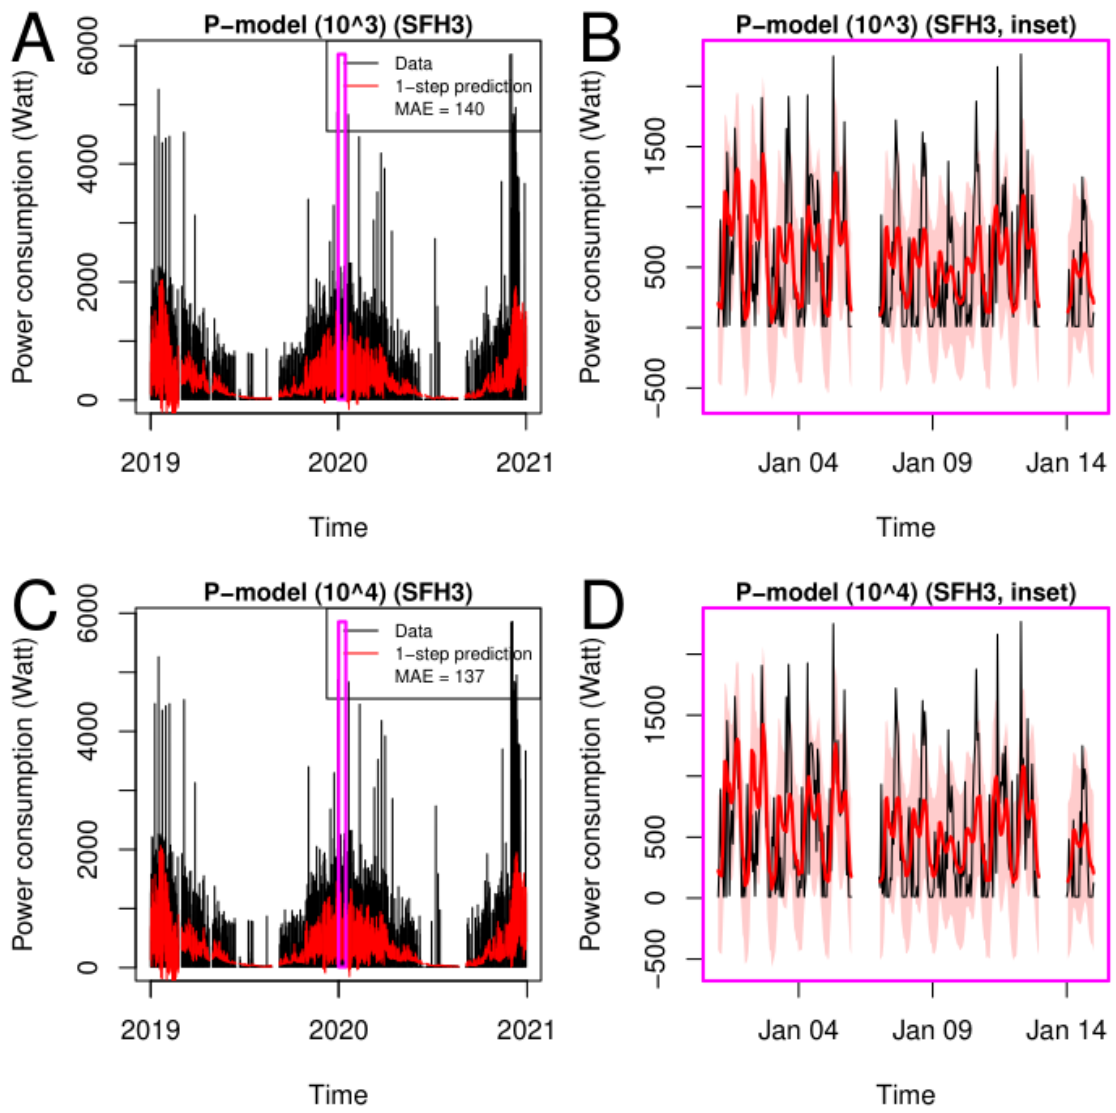 A
P−model (10^3) (SFH3)
Power consumption (Watt)
6000
4000
2000
0
Data
1−step prediction
MAE = 140
2019
2020
2021
Time
B
P−model (10^3) (SFH3, inset)
Power consumption (Watt)
1500
500
−500
Jan 04
Jan 09
Jan 14
Time
C
P−model (10^4) (SFH3)
Power consumption (Watt)
6000
4000
2000
0
Data
1−step prediction
MAE = 137
2019
2020
2021
Time
D
P−model (10^4) (SFH3, inset)
Power consumption (Watt)
1500
500
0
−500
Jan 04
Jan 09
Jan 14
Time